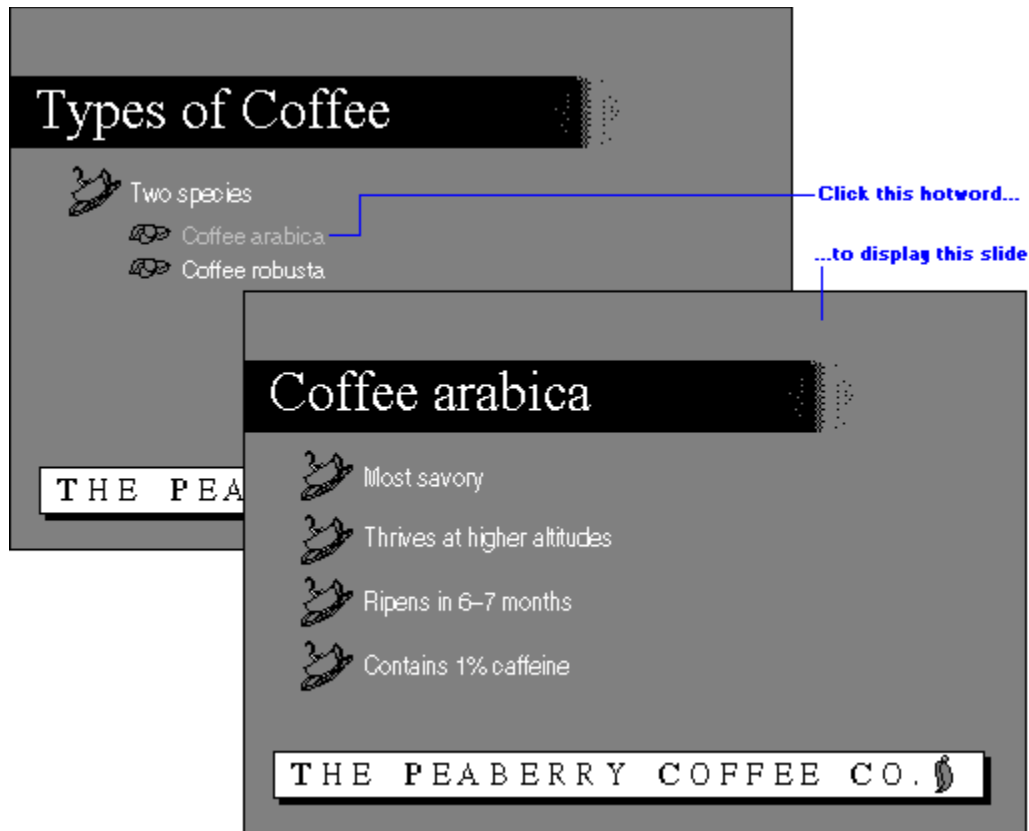 Types of Coffee
Two species
Coffee arabica
Coffee robusta
Click this hotword...
...to display this slide
THE PEA
Coffee arabica
Most savory
Thrives at higher altitudes
Ripens in 6–7 months
Contains 1% caffeine
THE PEABERRY COFFEE CO.